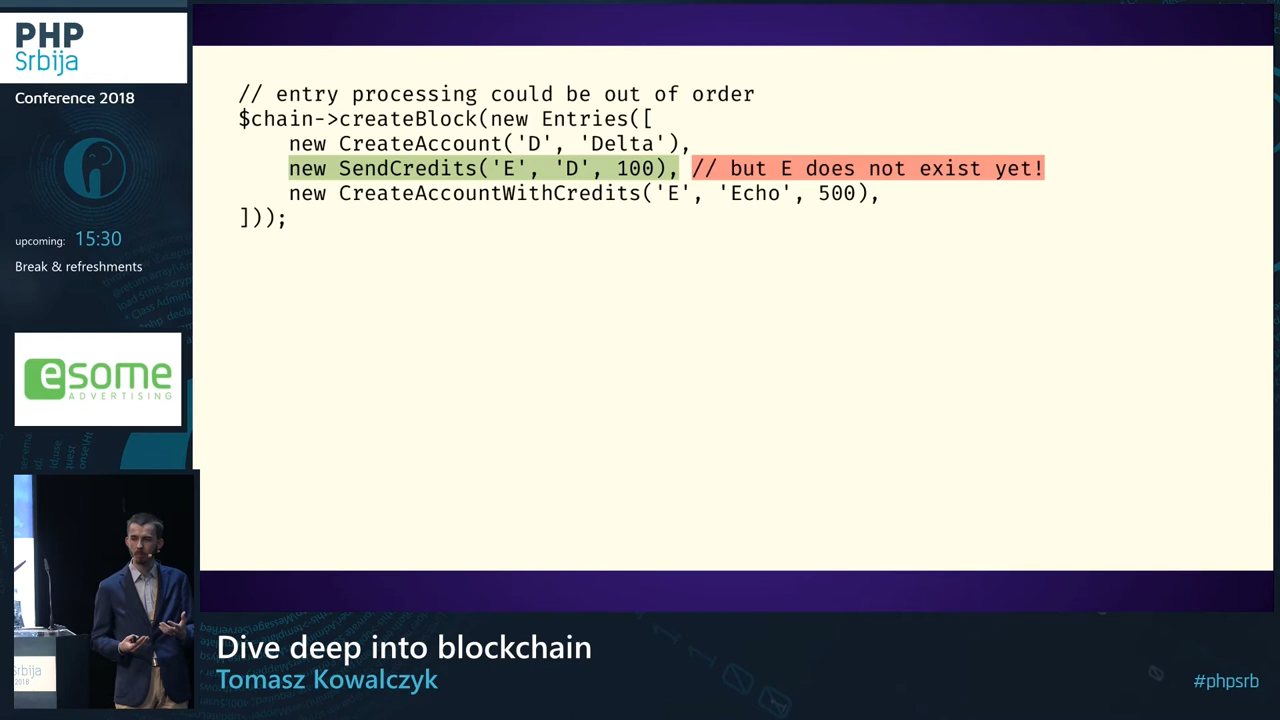 PHP
Srbija
Conference 2018
upcoming: 15:30
Break & refreshments
esome
ADVERTISING
// entry processing could be out of order
$chain->createBlock(new Entries([
    new CreateAccount('D', 'Delta'),
    new SendCredits('E', 'D', 100), // but E does not exist yet!
    new CreateAccountWithCredits('E', 'Echo', 500),
]));
Srbija
2018
Dive deep into blockchain
Tomasz Kowalczyk
#phpsrb